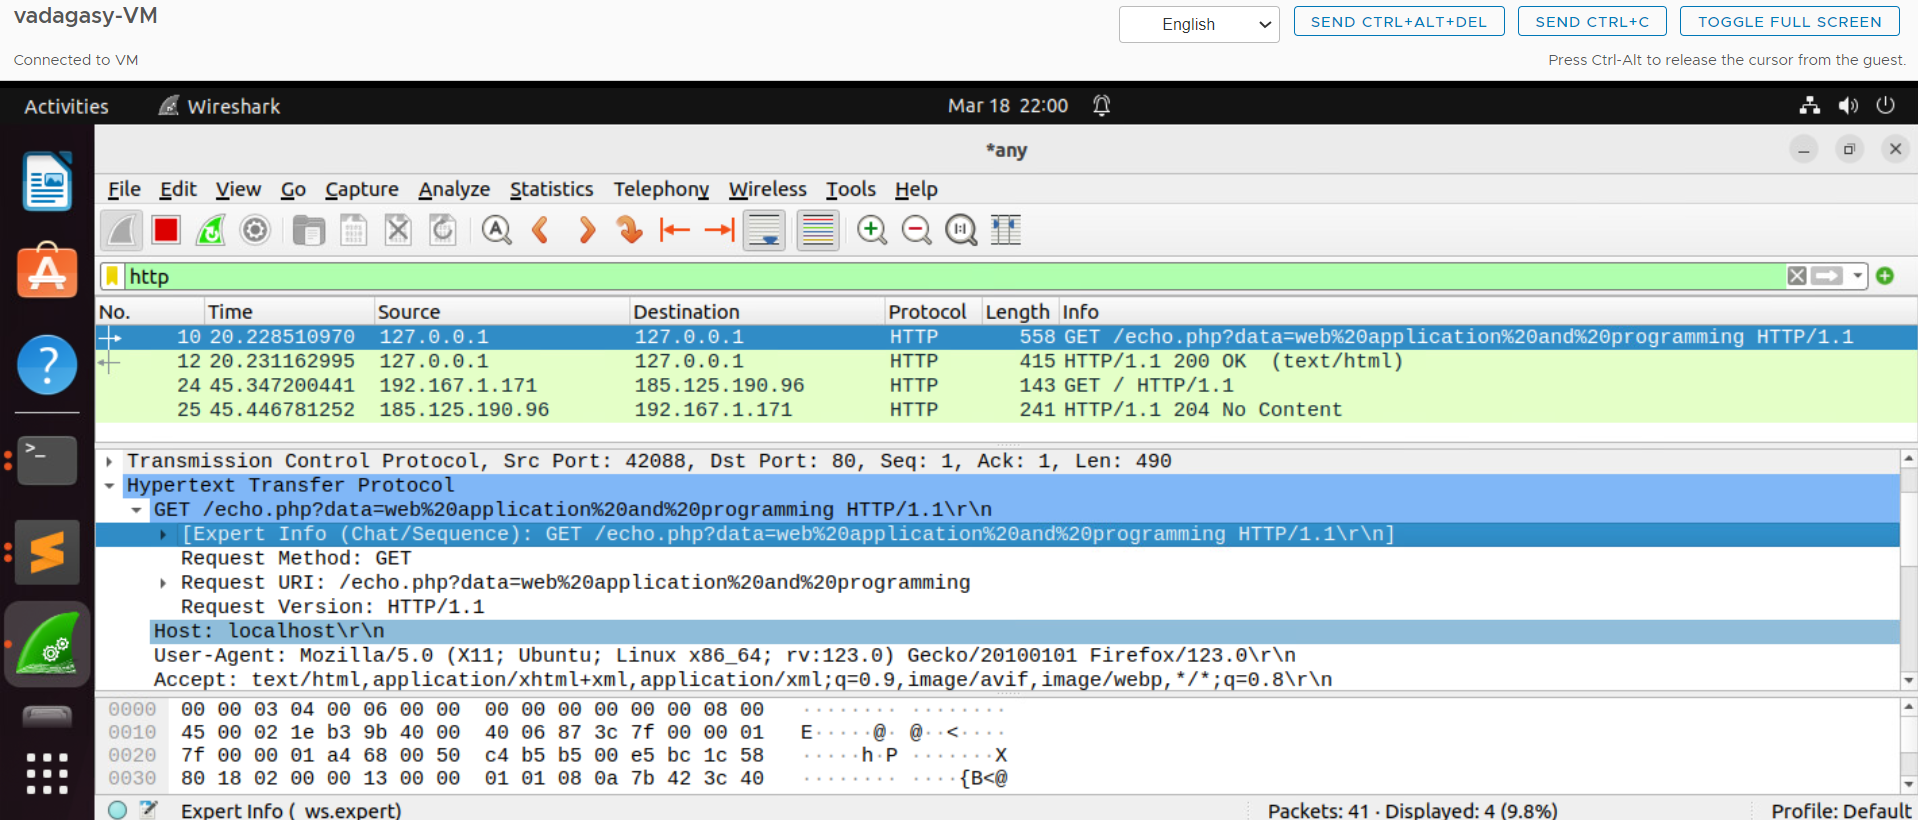 vadagasy-VM
English
SEND CTRL+ALT+DEL
SEND CTRL+C
TOGGLE FULL SCREEN
Connected to VM
Press Ctrl-Alt to release the cursor from the guest.
Activities
Wireshark
Mar 18 22:00
*any
File Edit View Go Capture Analyze Statistics Telephony Wireless Tools Help
http
No. Time Source Destination Protocol Length Info
10 20.228510970 127.0.0.1 127.0.0.1 HTTP 558 GET /echo.php?data=web%20application%20and%20programming HTTP/1.1
12 20.231162995 127.0.0.1 127.0.0.1 HTTP 415 HTTP/1.1 200 OK (text/html)
24 45.347200441 192.167.1.171 185.125.190.96 HTTP 143 GET / HTTP/1.1
25 45.446781252 185.125.190.96 192.167.1.171 HTTP 241 HTTP/1.1 204 No Content
Transmission Control Protocol, Src Port: 42088, Dst Port: 80, Seq: 1, Ack: 1, Len: 490
Hypertext Transfer Protocol
GET /echo.php?data=web%20application%20and%20programming HTTP/1.1\r\n
[Expert Info (Chat/Sequence): GET /echo.php?data=web%20application%20and%20programming HTTP/1.1\r\n]
Request Method: GET
Request URI: /echo.php?data=web%20application%20and%20programming
Request Version: HTTP/1.1
Host: localhost\r\n
User-Agent: Mozilla/5.0 (X11; Ubuntu; Linux x86_64; rv:123.0) Gecko/20100101 Firefox/123.0\r\n
Accept: text/html,application/xhtml+xml,application/xml;q=0.9,image/avif,image/webp,*/*;q=0.8\r\n
0000 00 00 03 04 00 06 00 00 00 00 00 00 00 00 08 00 ········ ········
0010 45 00 02 1e b3 9b 40 00 40 06 87 3c 7f 00 00 01 E·····@· @··<····
0020 7f 00 00 01 a4 68 00 50 c4 b5 b5 00 e5 bc 1c 58 ·····h·P ·······X
0030 80 18 02 00 00 13 00 00 01 01 08 0a 7b 42 3c 40 ········ ····{B<@
Expert Info (_ws.expert)
Packets: 41 · Displayed: 4 (9.8%)
Profile: Default